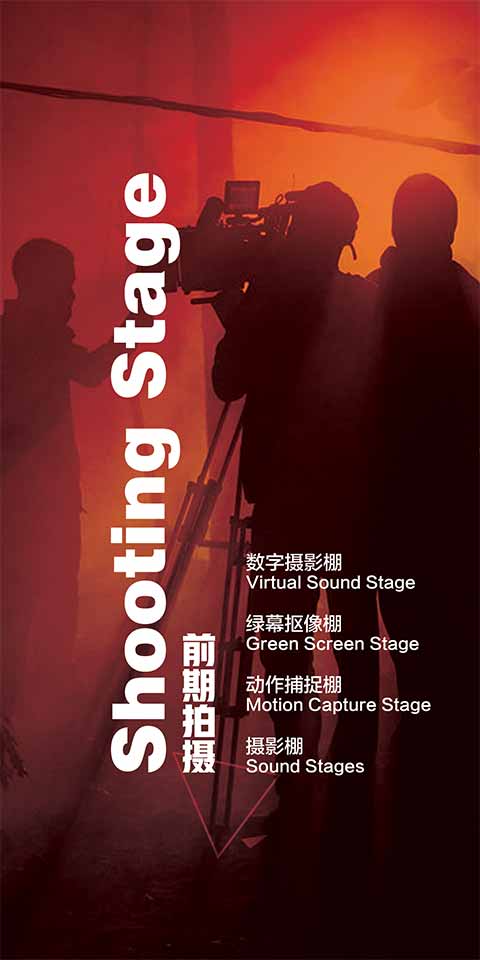 Shooting Stage
前期拍摄
数字摄影棚
Virtual Sound Stage
绿幕抠像棚
Green Screen Stage
动作捕捉棚
Motion Capture Stage
摄影棚
Sound Stages